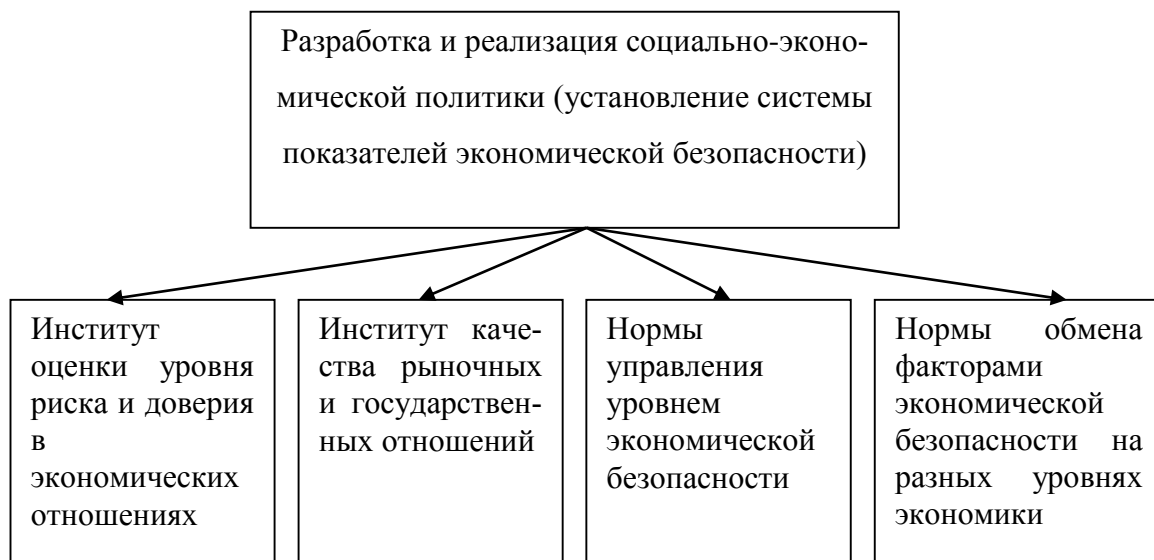 Разработка и реализация социально-эконо-
мической политики (установление системы
показателей экономической безопасности)
Институт
оценки уровня
риска и доверия
в
экономических
отношениях
Институт каче-
ства рыночных
и государствен-
ных отношений
Нормы
управления
уровнем
экономической
безопасности
Нормы обмена
факторами
экономической
безопасности на
разных уровнях
экономики